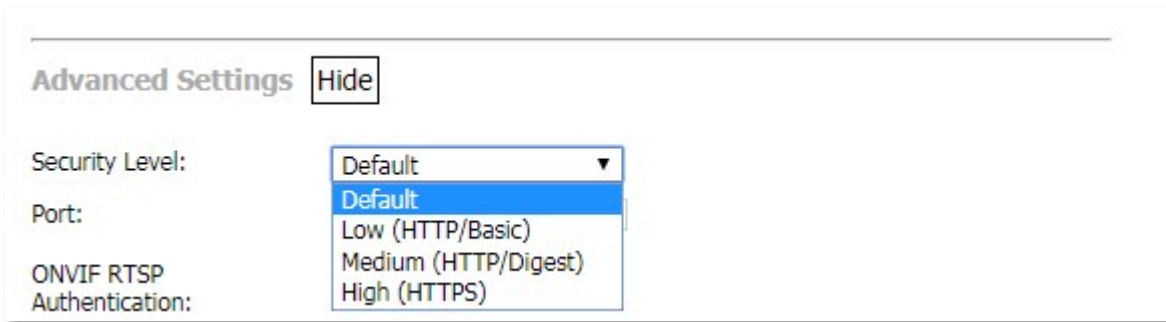 Advanced Settings Hide
Security Level: Default ▼
Default
Port:
Low (HTTP/Basic)
Medium (HTTP/Digest)
ONVIF RTSP
Authentication:
High (HTTPS)